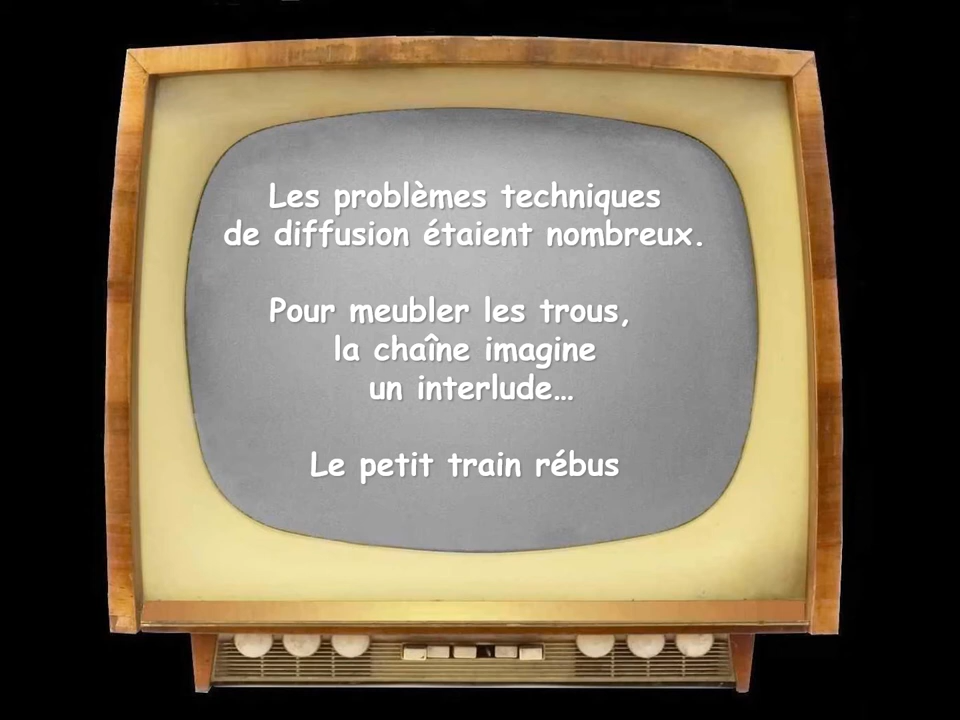 Les problèmes techniques
de diffusion étaient nombreux.
Pour meubler les trous,
la chaîne imagine
un interlude…
Le petit train rébus